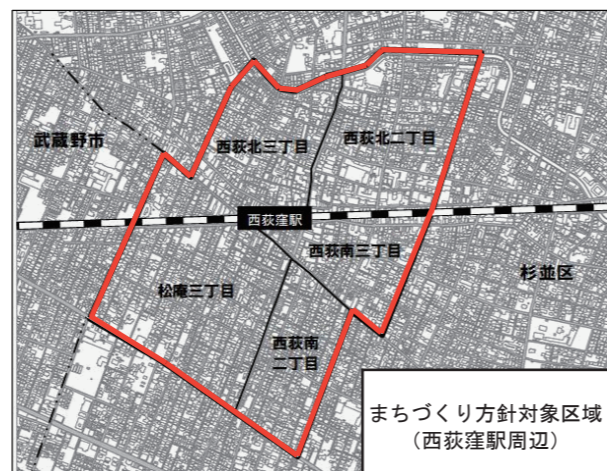 武蔵野市
西荻北三丁目
西荻北二丁目
西荻窪駅
西荻南三丁目
杉並区
松庵三丁目
西荻南
二丁目
まちづくり方針対象区域
（西荻窪駅周辺）